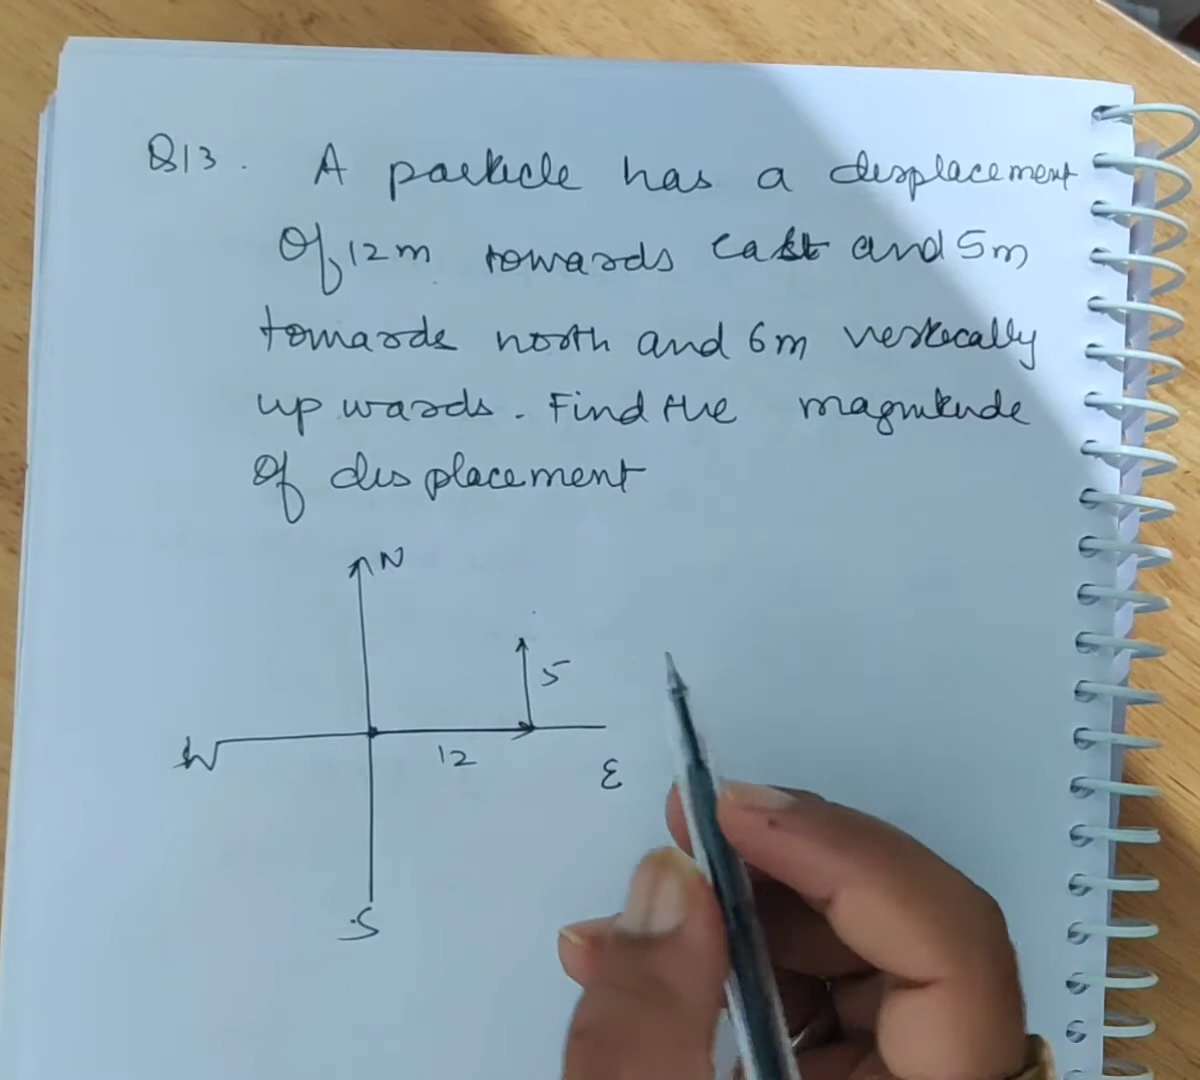 Q13. A particle has a displacement
Of 12m towards east and 5m
towards north and 6m vertically
upwards. Find the magnitude
Of displacement
N
5
W
12
E
S